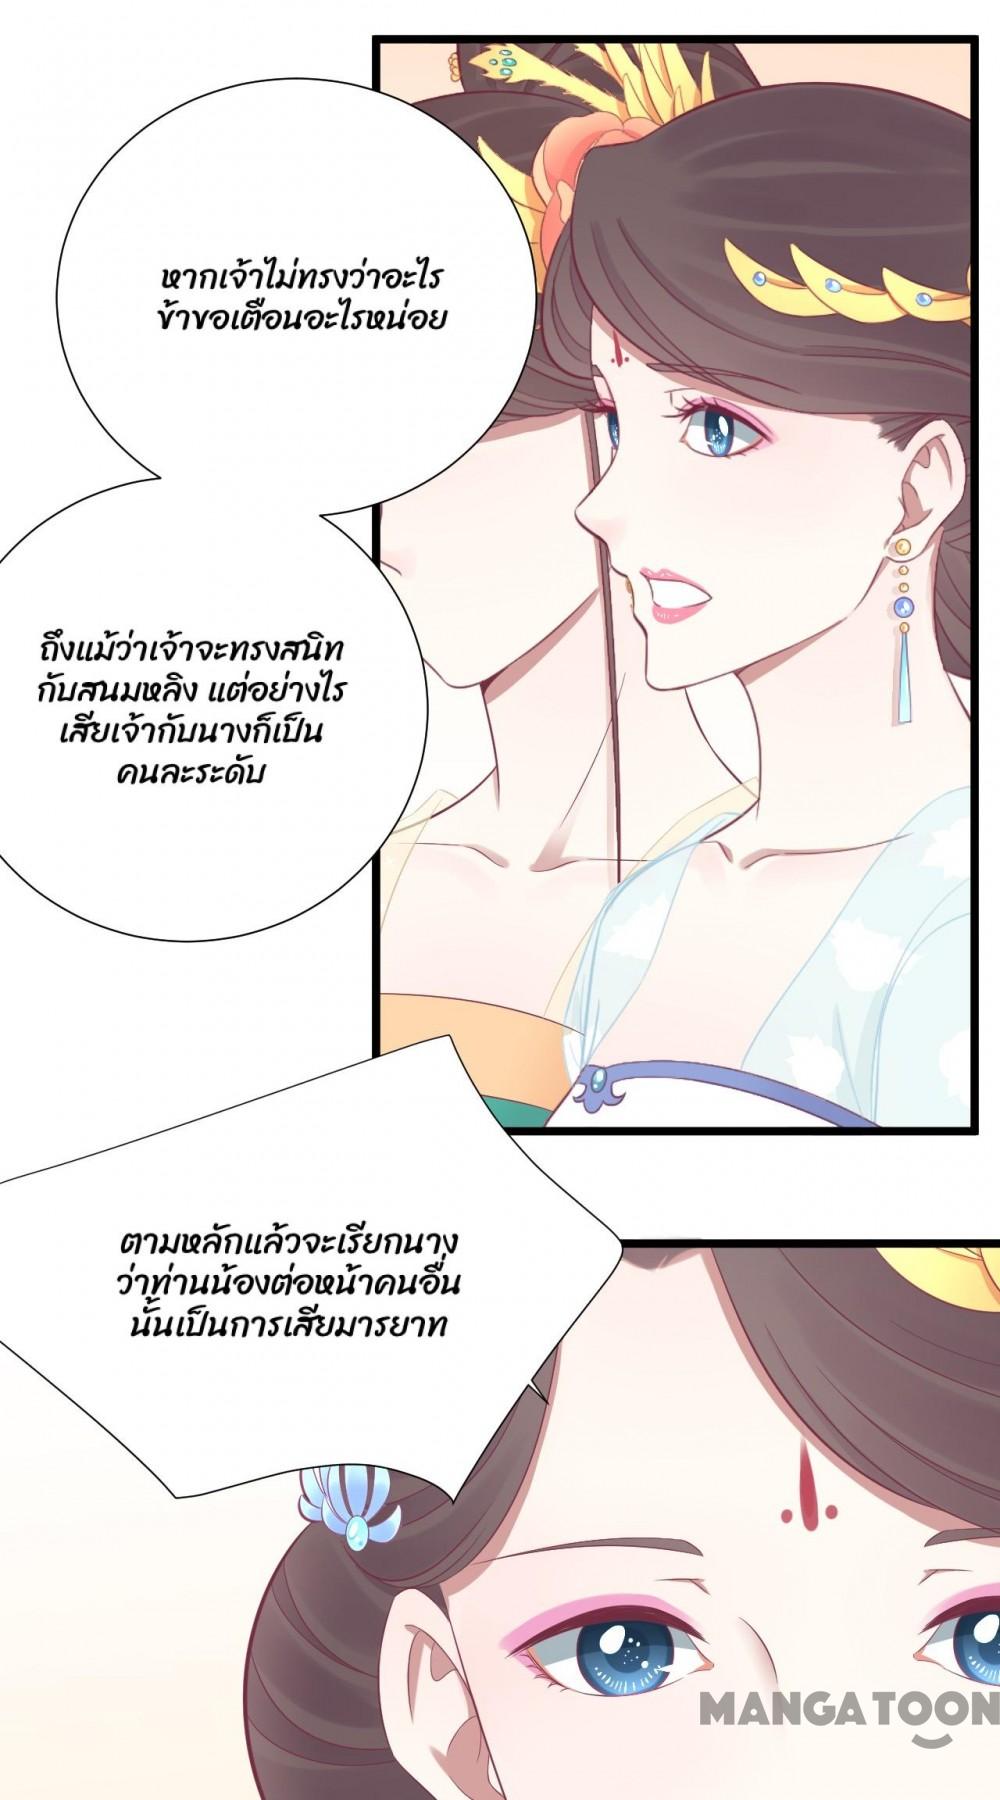 หากเจ้าไม่ทรงว่าอะไร
ข้าขอเตือนอะไรหน่อย
ถึงแม้ว่าเจ้าจะทรงสนิท
กับสนมหลิง แต่อย่างไร
เสียเจ้ากับนางก็เป็น
คนละระดับ
ตามหลักแล้วจะเรียกนาง
ว่าท่านน้องต่อหน้าคนอื่น
นั้นเป็นการเสียมารยาท
MANGATOON